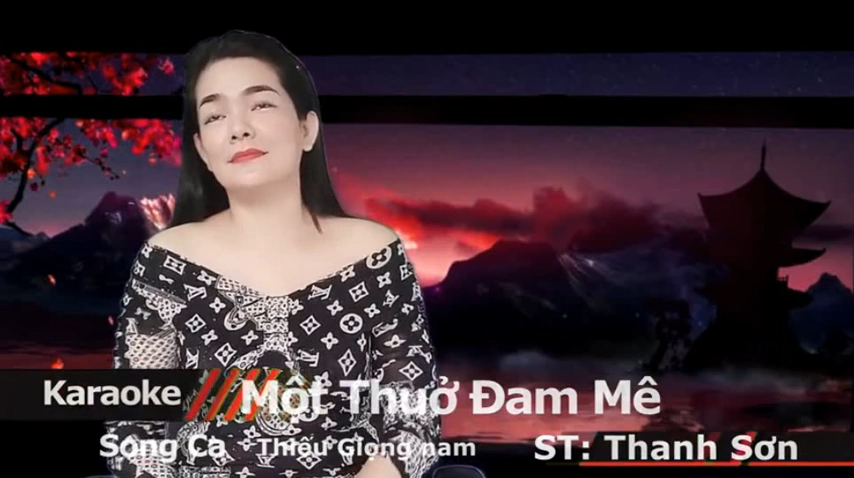 Karaoke Một Thuở Đam Mê
Song Ca Thiếu Giọng nam ST: Thanh Sơn